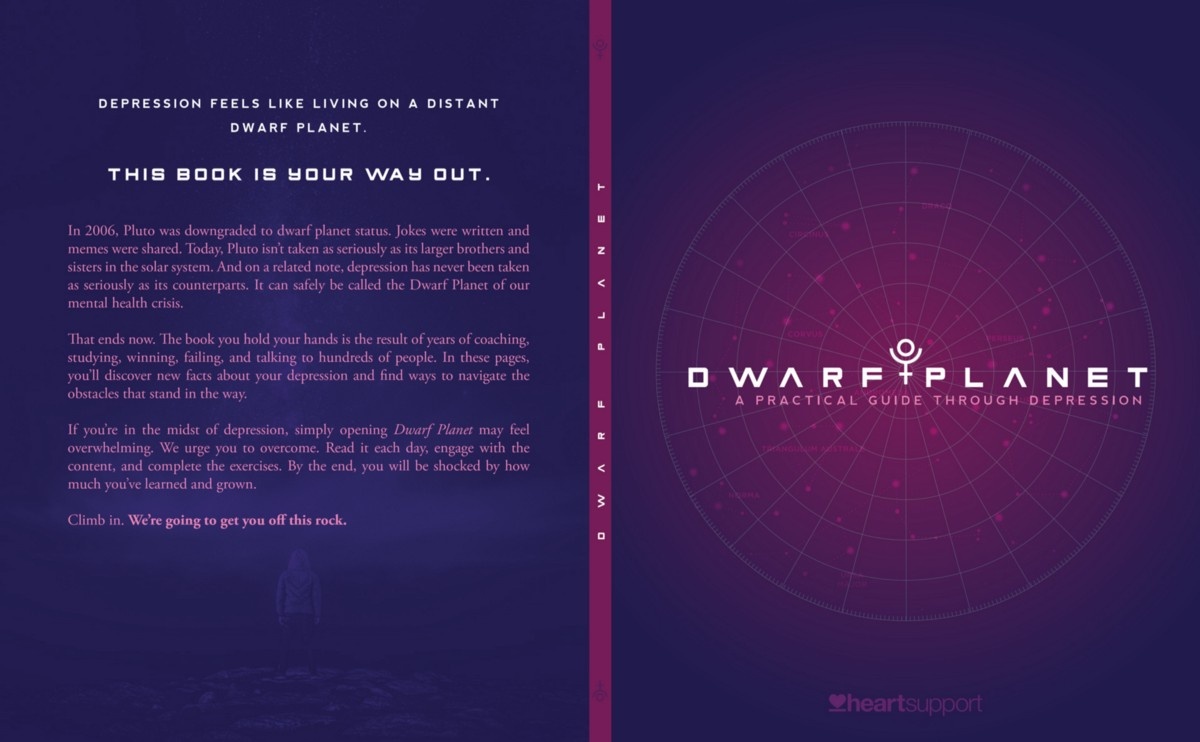 DEPRESSION FEELS LIKE LIVING ON A DISTANT
DWARF PLANET.
THIS BOOK IS YOUR WAY OUT.
In 2006, Pluto was downgraded to dwarf planet status. Jokes were written and
memes were shared. Today, Pluto isn't taken as seriously as its larger brothers and
sisters in the solar system. And on a related note, depression has never been taken
as seriously as its counterparts. It can safely be called the Dwarf Planet of our
mental health crisis.
That ends now. The book you hold your hands is the result of years of coaching,
studying, winning, failing, and talking to hundreds of people. In these pages,
you'll discover new facts about your depression and find ways to navigate the
obstacles that stand in the way.
If you're in the midst of depression, simply opening Dwarf Planet may feel
overwhelming. We urge you to overcome. Read it each day, engage with the
content, and complete the exercises. By the end, you will be shocked by how
much you've learned and grown.
Climb in. We're going to get you off this rock.
DWARF PLANET
CIRCINUS
CORVUS
PERSEUS
DWARF PLANET
A PRACTICAL GUIDE THROUGH DEPRESSION
TRIANGULUM AUSTRALE
NORMA
heartsupport